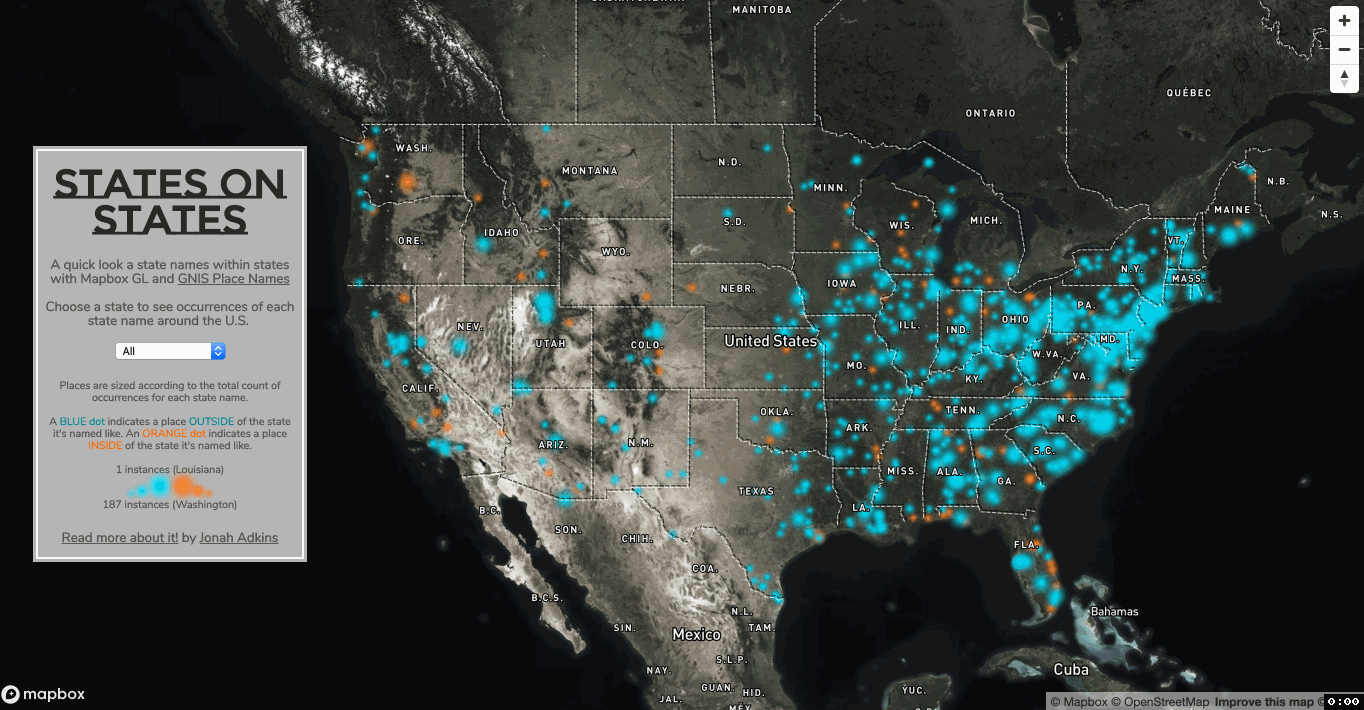 SASKATCHEWAN
MANITOBA
ONTARIO
QUÉBEC
WASH.
MONTANA
N.D.
MINN.
N.B.
MAINE
N.S.
STATES ON
STATES
A quick look a state names within states
with Mapbox GL and GNIS Place Names
Choose a state to see occurrences of each
state name around the U.S.
All
Places are sized according to the total count of
occurrences for each state name.
A BLUE dot indicates a place OUTSIDE of the state
it's named like. An ORANGE dot indicates a place
INSIDE of the state it's named like.
1 instances (Louisiana)
187 instances (Washington)
Read more about it! by Jonah Adkins
ORE.
IDAHO
WYO.
S.D.
WIS.
MICH.
VT.
N.Y.
MASS.
NEBR.
IOWA
NEV.
UTAH
COLO.
United States
ILL.
IND.
OHIO
PA.
MD.
W.VA.
VA.
MO.
KY.
CALIF.
ARIZ.
N.M.
OKLA.
ARK.
TENN.
N.C.
S.C.
MISS.
ALA.
GA.
TEXAS
LA.
FLA.
B.C.
SON.
CHIH.
COA.
B.C.S.
SIN.
N.L.
Mexico
TAM.
Bahamas
S.L.P.
NAY.
GUAN.
HID.
JAL.
MÉX.
Cuba
YUC.
mapbox
© Mapbox © OpenStreetMap Improve this map ©
0:00